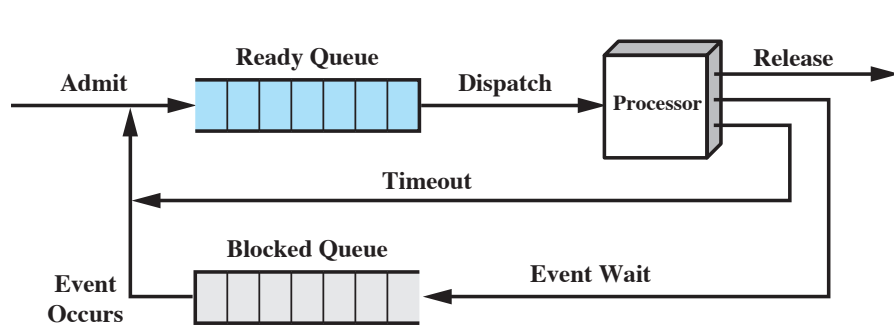 Ready Queue
Admit
Dispatch
Processor
Release
Timeout
Blocked Queue
Event Wait
Event
Occurs